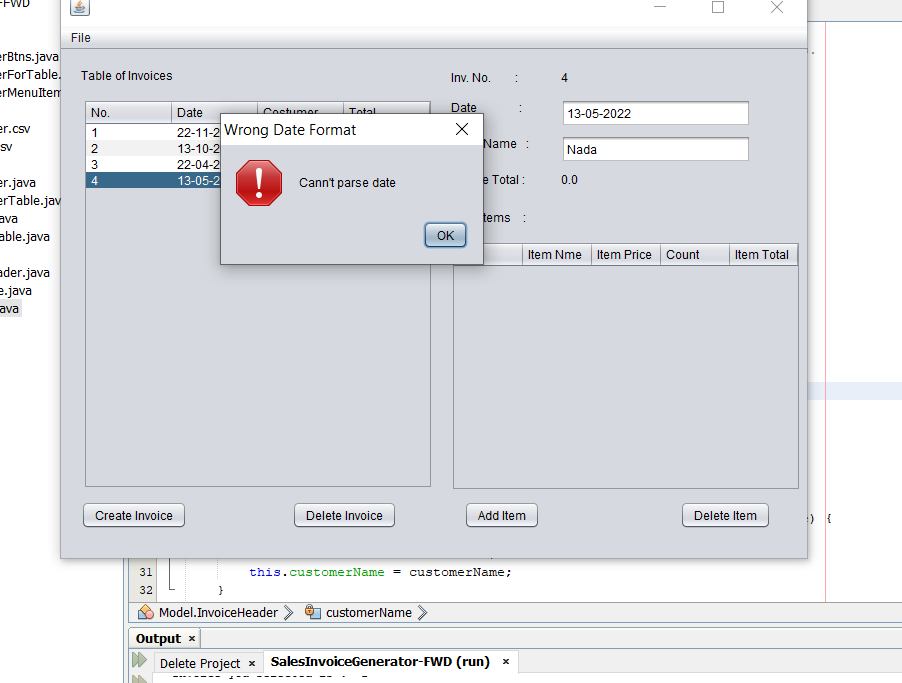 -FWD
File
erBtns.java
erForTable.
erMenuItem
er.csv
sv
er.java
erTable.jav
ava
able.java
ader.java
e.java
ava
Table of Invoices
No. Date Costumer Total
1 22-11-2
2 13-10-2
3 22-04-2
4 13-05-2
Wrong Date Format
Cann't parse date
OK
Inv. No. : 4
Date : 13-05-2022
Name : Nada
e Total : 0.0
tems :
Item Nme Item Price Count Item Total
Create Invoice Delete Invoice Add Item Delete Item
) {
31 this.customerName = customerName;
32 }
Model.InvoiceHeader customerName
Output
Delete Project SalesInvoiceGenerator-FWD (run)